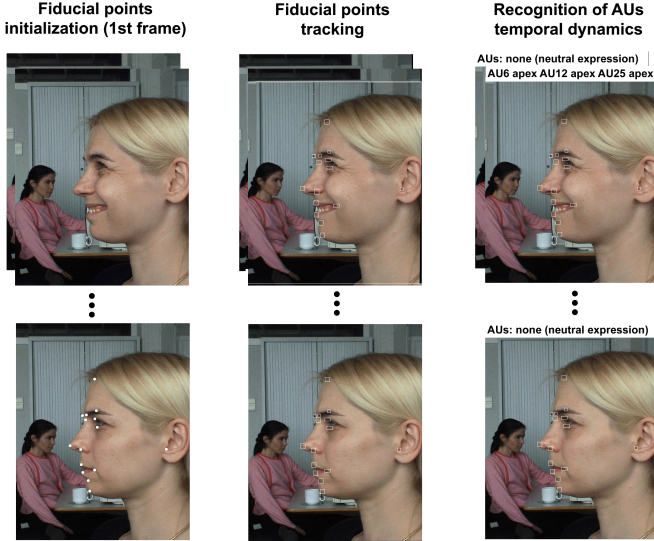 Fiducial points
initialization (1st frame)
Fiducial points
tracking
Recognition of AUs
temporal dynamics
AUs: none (neutral expression)
AU6 apex AU12 apex AU25 apex
AUs: none (neutral expression)